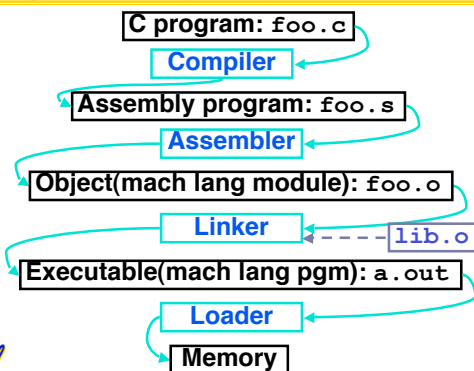 C program: foo.c
Compiler
Assembly program: foo.s
Assembler
Object(mach lang module): foo.o
Linker
lib.o
Executable(mach lang pgm): a.out
Loader
Memory